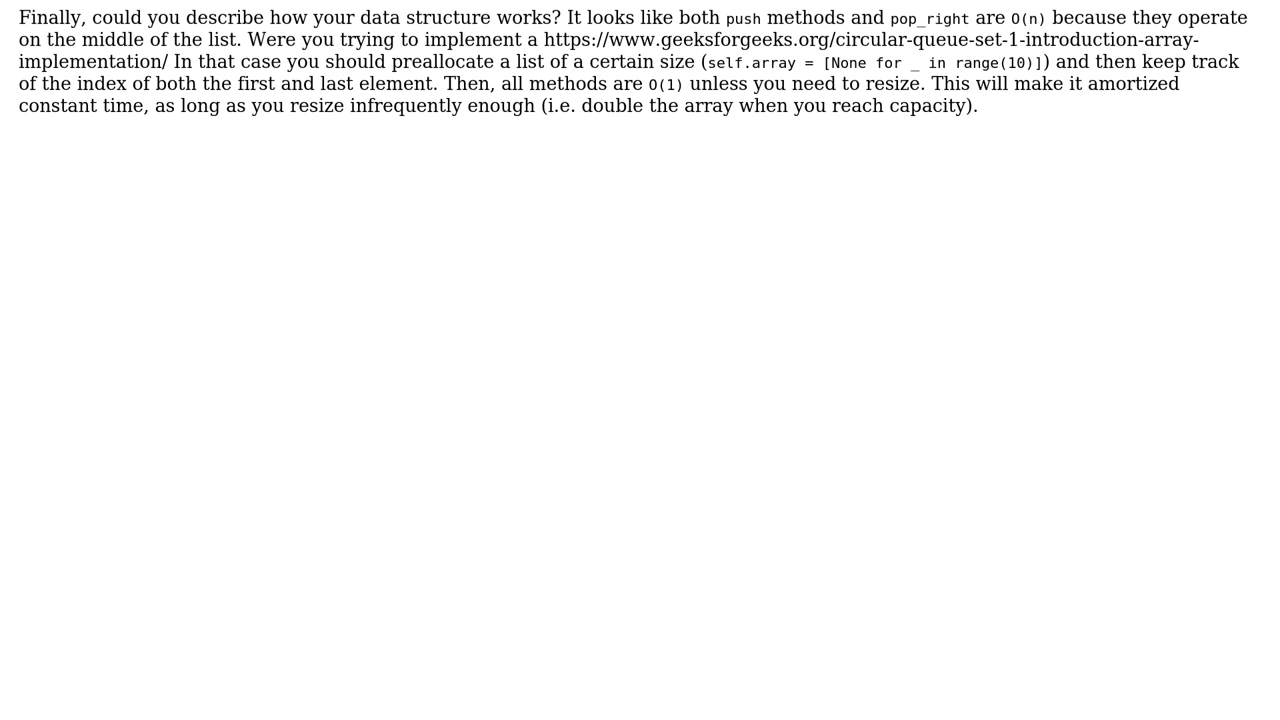 Finally, could you describe how your data structure works? It looks like both push methods and pop_right are O(n) because they operate
on the middle of the list. Were you trying to implement a https://www.geeksforgeeks.org/circular-queue-set-1-introduction-array-
implementation/ In that case you should preallocate a list of a certain size (self.array = [None for _ in range(10)]) and then keep track
of the index of both the first and last element. Then, all methods are O(1) unless you need to resize. This will make it amortized
constant time, as long as you resize infrequently enough (i.e. double the array when you reach capacity).